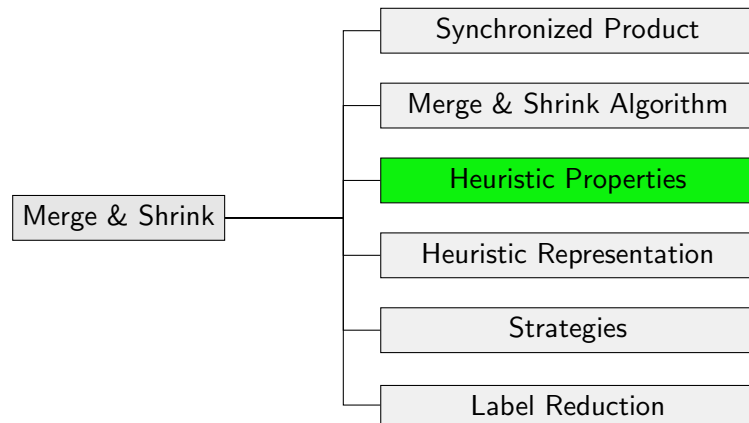 Synchronized Product
Merge & Shrink Algorithm
Heuristic Properties
Merge & Shrink
Heuristic Representation
Strategies
Label Reduction